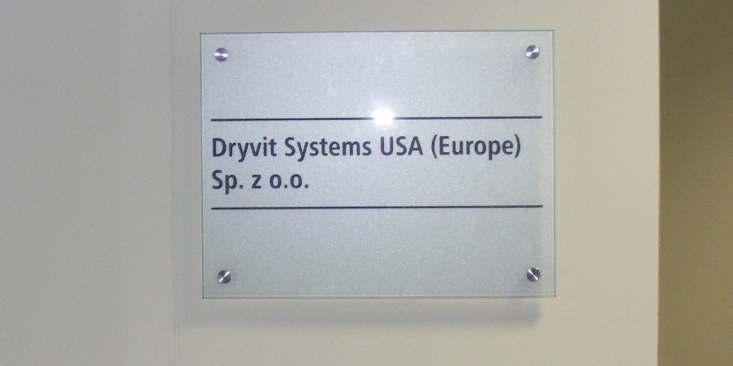 Dryvit Systems USA (Europe)
Sp. z o.o.